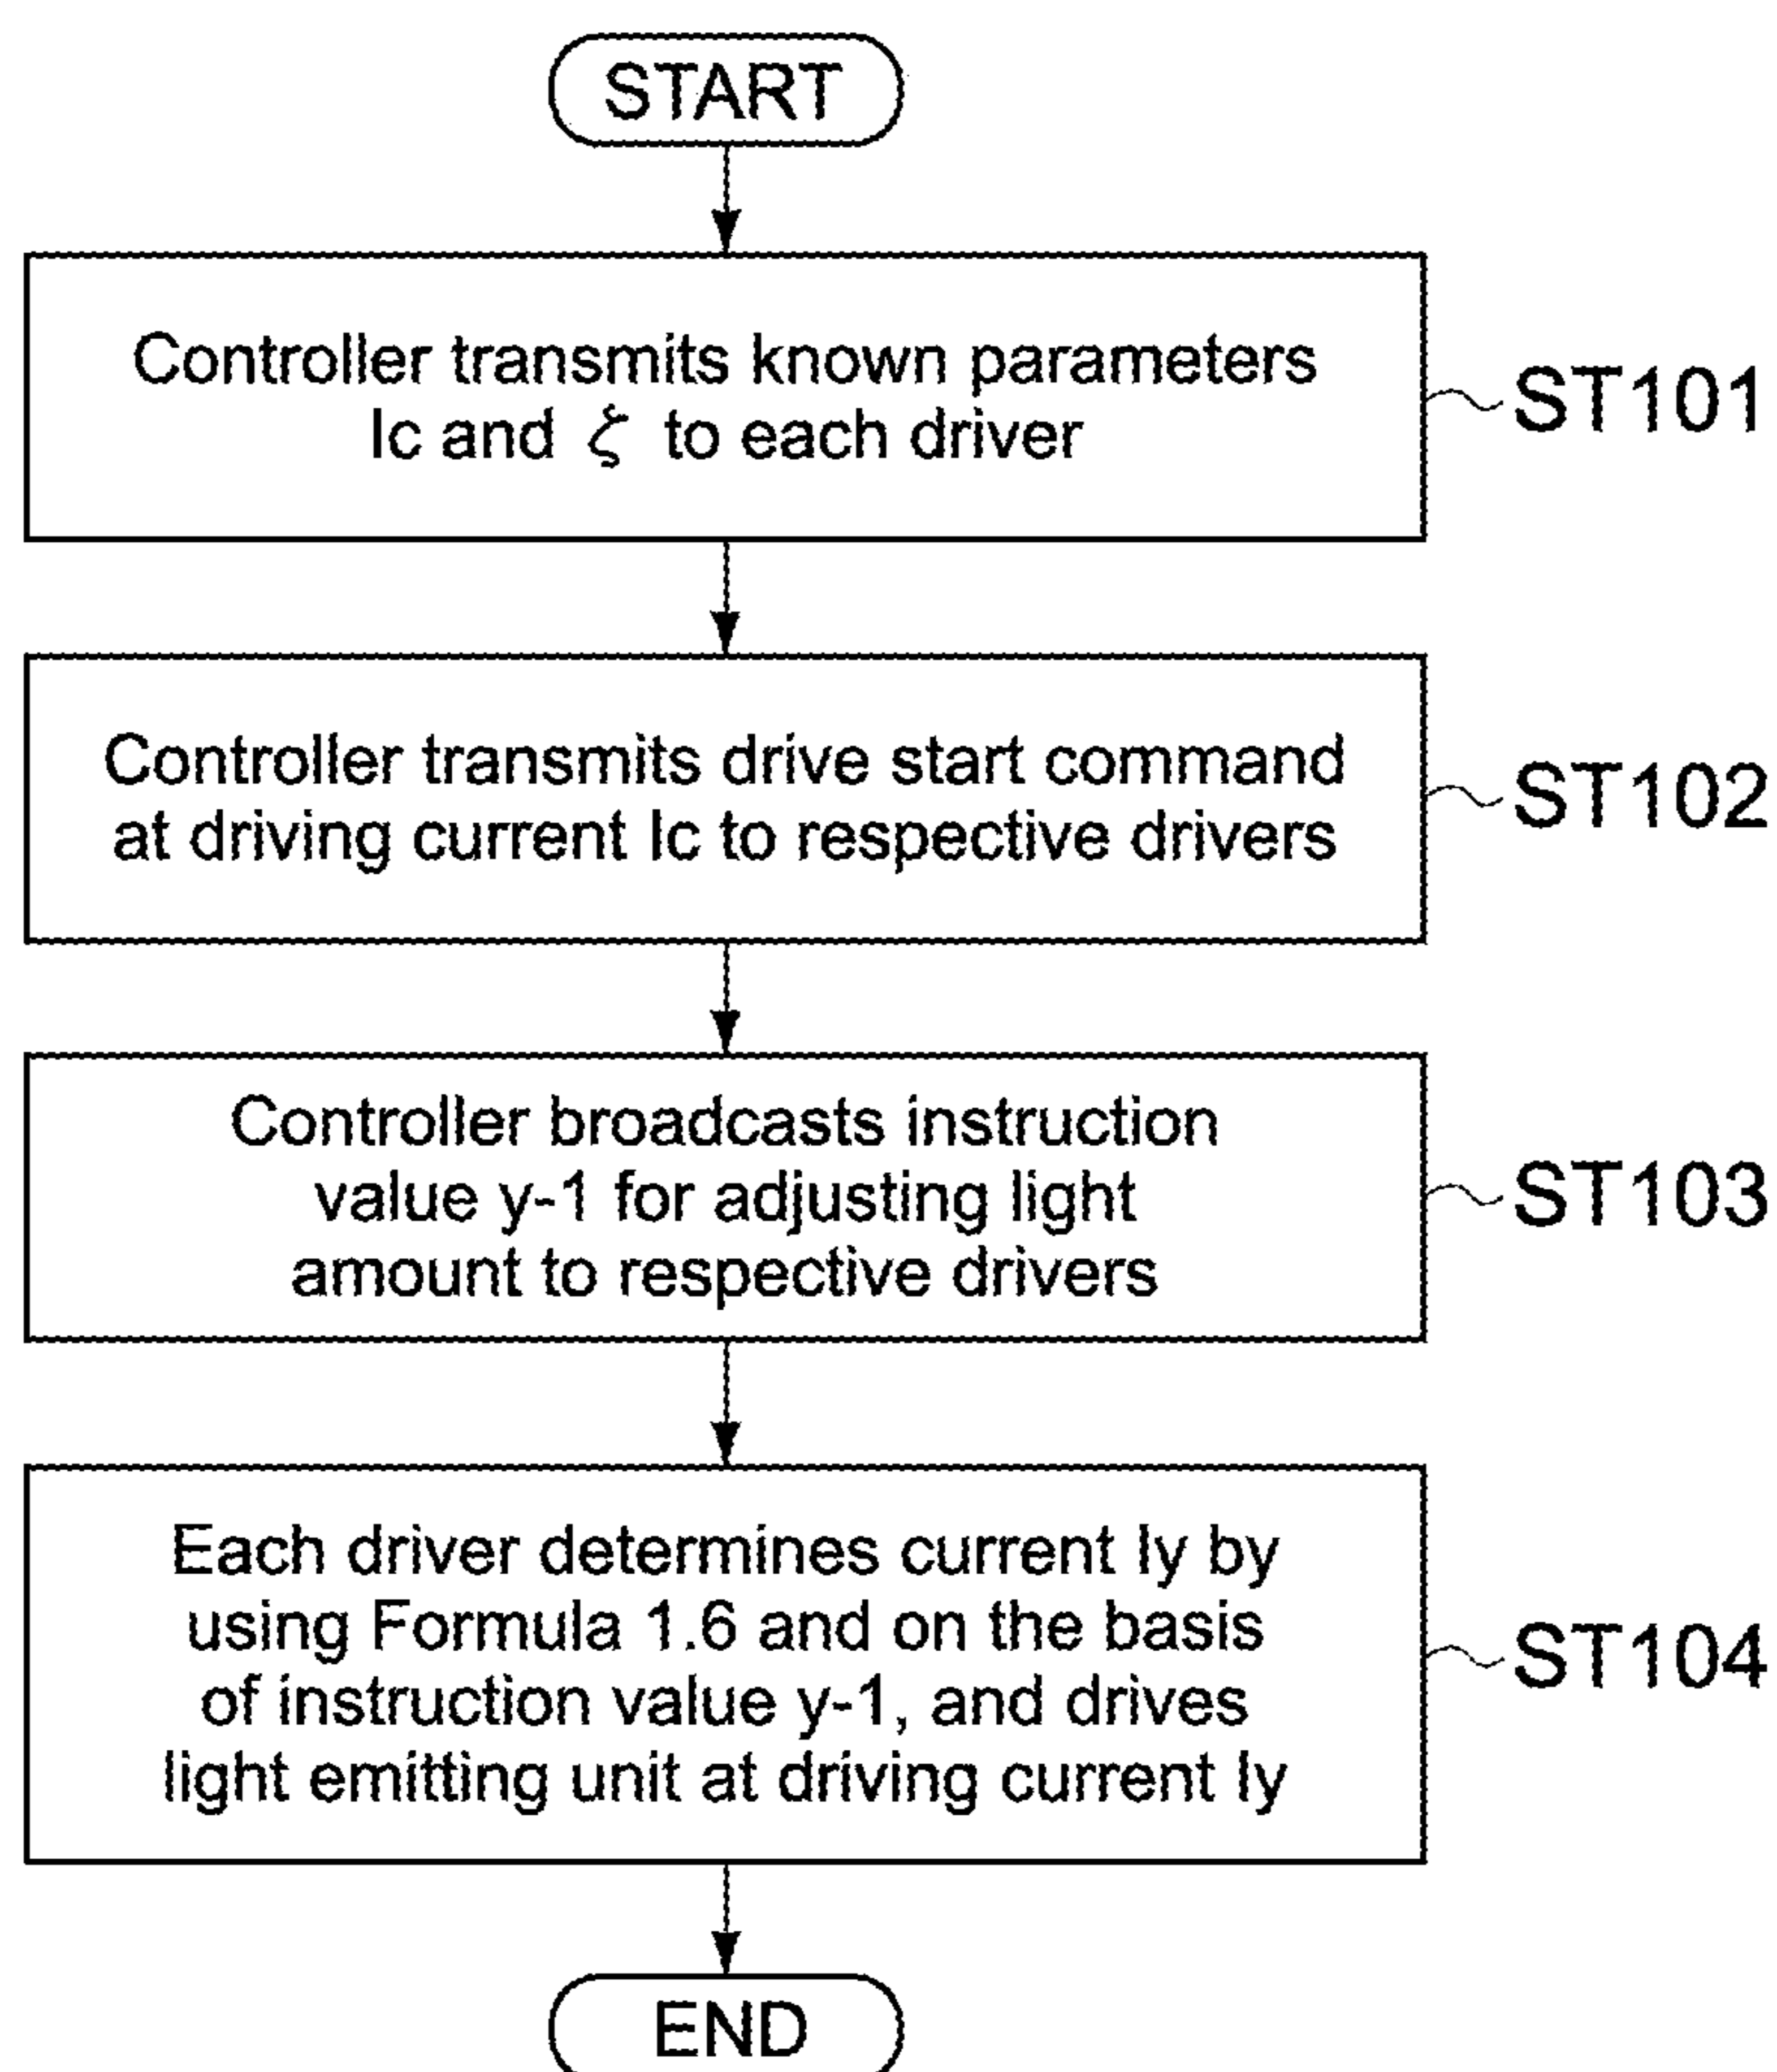 START
Controller transmits known parameters
Ic and ζ to each driver
ST101
Controller transmits drive start command
at driving current Ic to respective drivers
ST102
Controller broadcasts instruction
value y-1 for adjusting light
amount to respective drivers
ST103
Each driver determines current Iy by
using Formula 1.6 and on the basis
of instruction value y-1, and drives
light emitting unit at driving current Iy
ST104
END